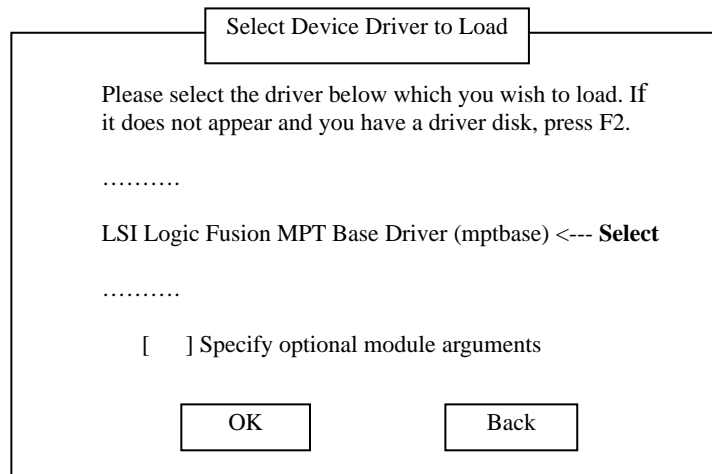 Select Device Driver to Load
Please select the driver below which you wish to load. If
it does not appear and you have a driver disk, press F2.
……….
LSI Logic Fusion MPT Base Driver (mptbase) <--- Select
……….
[ ] Specify optional module arguments
OK Back